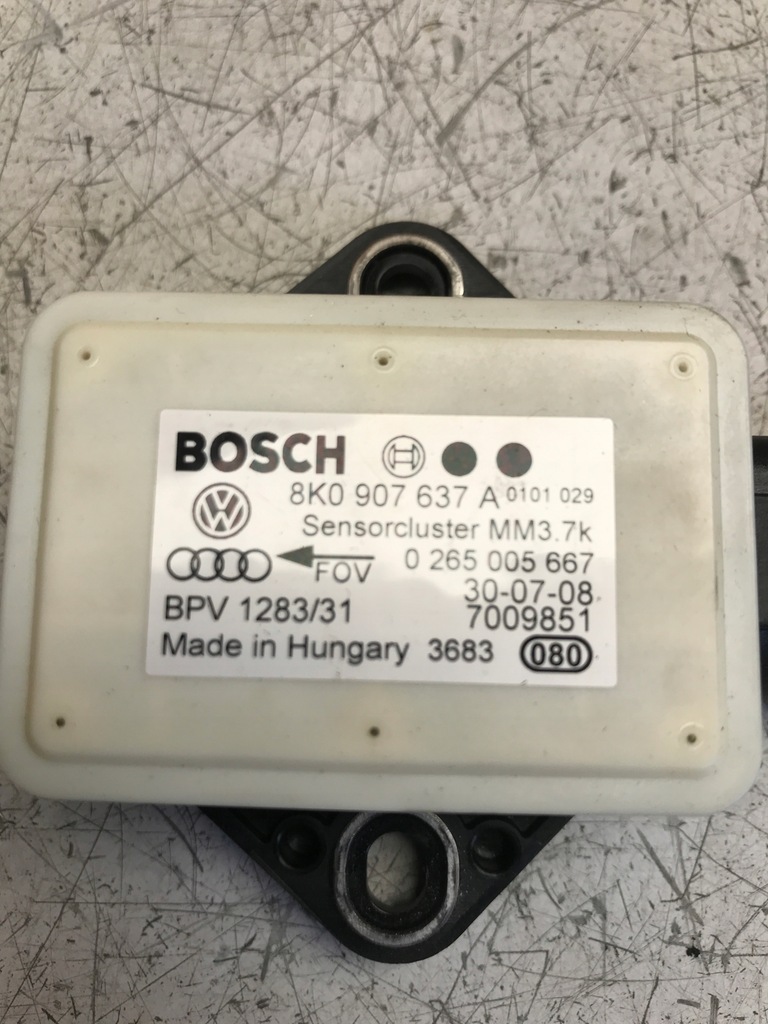 BOSCH
8K0 907 637 A 0101 029
Sensorcluster MM3.7k
FOV 0 265 005 667
30-07-08
BPV 1283/31 7009851
Made in Hungary 3683 080